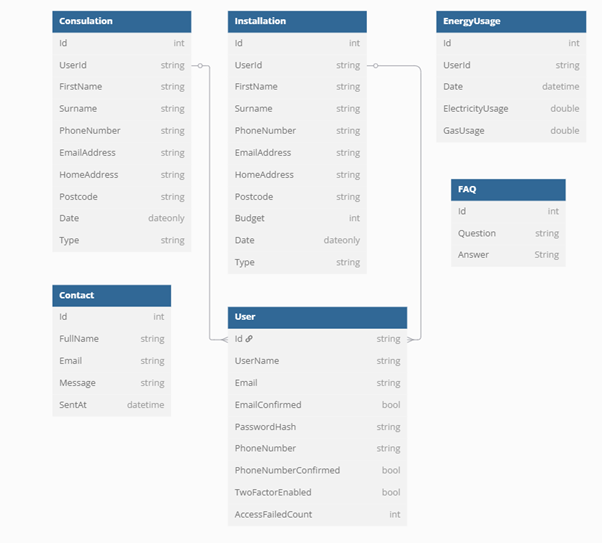 Consulation
Id int
UserId string
FirstName string
Surname string
PhoneNumber string
EmailAddress string
HomeAddress string
Postcode string
Date dateonly
Type string
Installation
Id int
UserId string
FirstName string
Surname string
PhoneNumber string
EmailAddress string
HomeAddress string
Postcode string
Budget int
Date dateonly
Type string
EnergyUsage
Id int
UserId string
Date datetime
ElectricityUsage double
GasUsage double
FAQ
Id int
Question string
Answer String
Contact
Id int
FullName string
Email string
Message string
SentAt datetime
User
Id string
UserName string
Email string
EmailConfirmed bool
PasswordHash string
PhoneNumber string
PhoneNumberConfirmed bool
TwoFactorEnabled bool
AccessFailedCount int